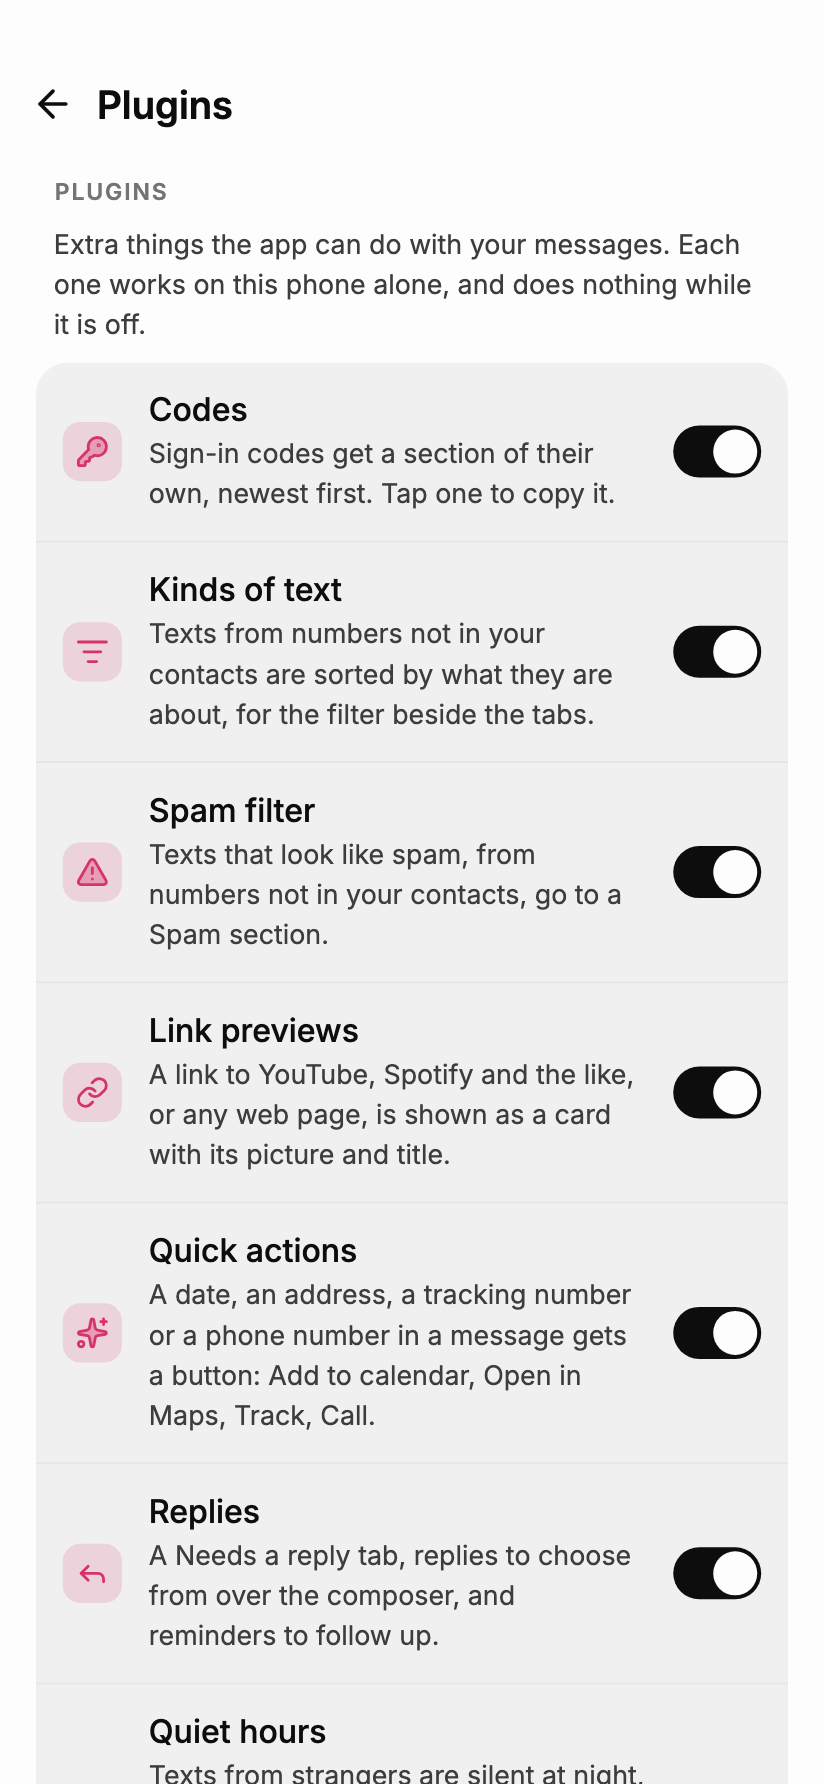 Plugins
PLUGINS
Extra things the app can do with your messages. Each
one works on this phone alone, and does nothing while
it is off.
Codes
Sign-in codes get a section of their
own, newest first. Tap one to copy it.
Kinds of text
Texts from numbers not in your
contacts are sorted by what they are
about, for the filter beside the tabs.
Spam filter
Texts that look like spam, from
numbers not in your contacts, go to a
Spam section.
Link previews
A link to YouTube, Spotify and the like,
or any web page, is shown as a card
with its picture and title.
Quick actions
A date, an address, a tracking number
or a phone number in a message gets
a button: Add to calendar, Open in
Maps, Track, Call.
Replies
A Needs a reply tab, replies to choose
from over the composer, and
reminders to follow up.
Quiet hours
Texts from strangers are silent at night,